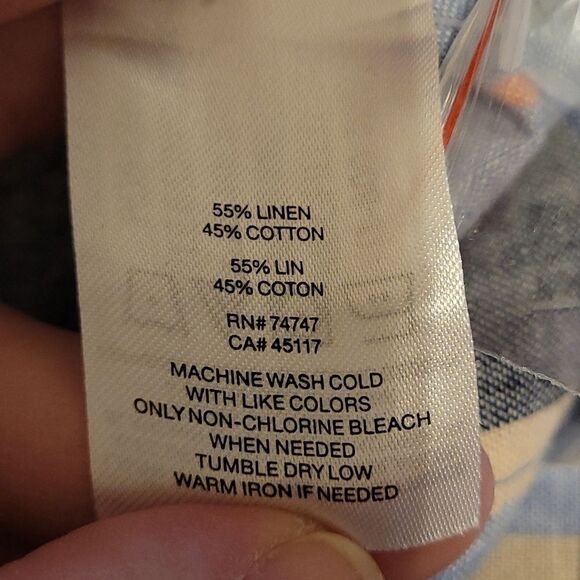 55% LINEN
45% COTTON
55% LIN
45% COTON
RN# 74747
CA# 45117
MACHINE WASH COLD
WITH LIKE COLORS
ONLY NON-CHLORINE BLEACH
WHEN NEEDED
TUMBLE DRY LOW
WARM IRON IF NEEDED